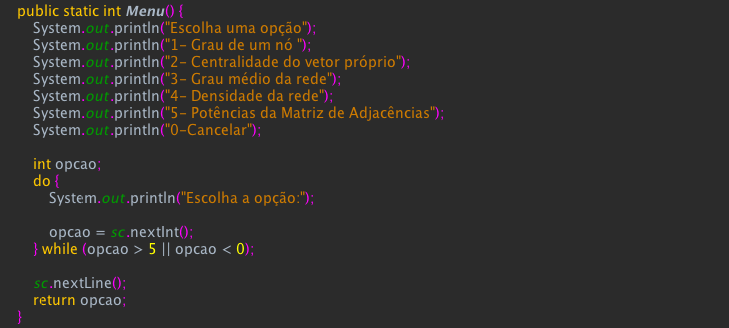 public static int Menu() {
System.out.println("Escolha uma opção");
System.out.println("1- Grau de um nó ");
System.out.println("2- Centralidade do vetor próprio");
System.out.println("3- Grau médio da rede");
System.out.println("4- Densidade da rede");
System.out.println("5- Potências da Matriz de Adjacências");
System.out.println("0-Cancelar");
int opcao;
do {
System.out.println("Escolha a opção:");
opcao = sc.nextInt();
} while (opcao > 5 || opcao < 0);
sc.nextLine();
return opcao;
}